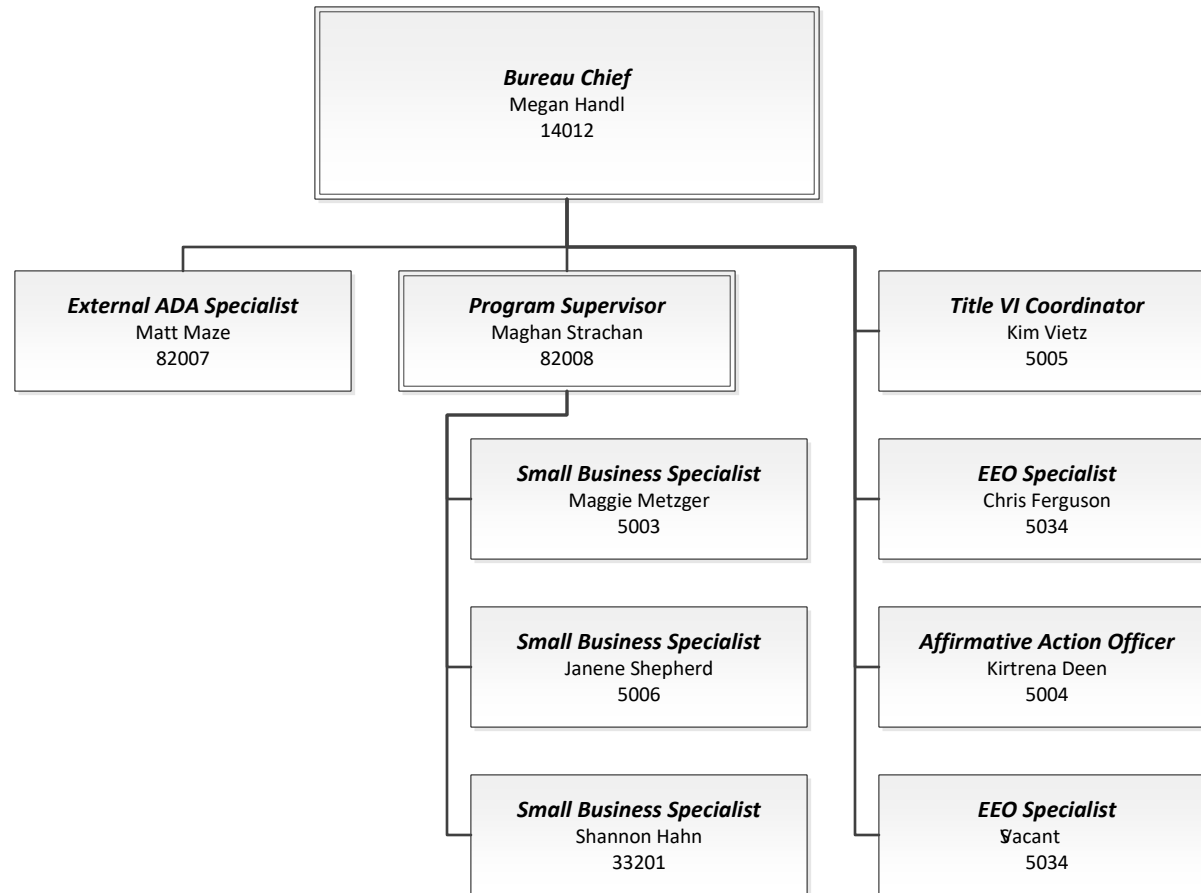 Bureau Chief
Megan Handl
14012
External ADA Specialist
Matt Maze
82007
Program Supervisor
Maghan Strachan
82008
Title VI Coordinator
Kim Vietz
5005
Small Business Specialist
Maggie Metzger
5003
EEO Specialist
Chris Ferguson
5034
Small Business Specialist
Janene Shepherd
5006
Affirmative Action Officer
Kirtrena Deen
5004
Small Business Specialist
Shannon Hahn
33201
EEO Specialist
Vacant
5034